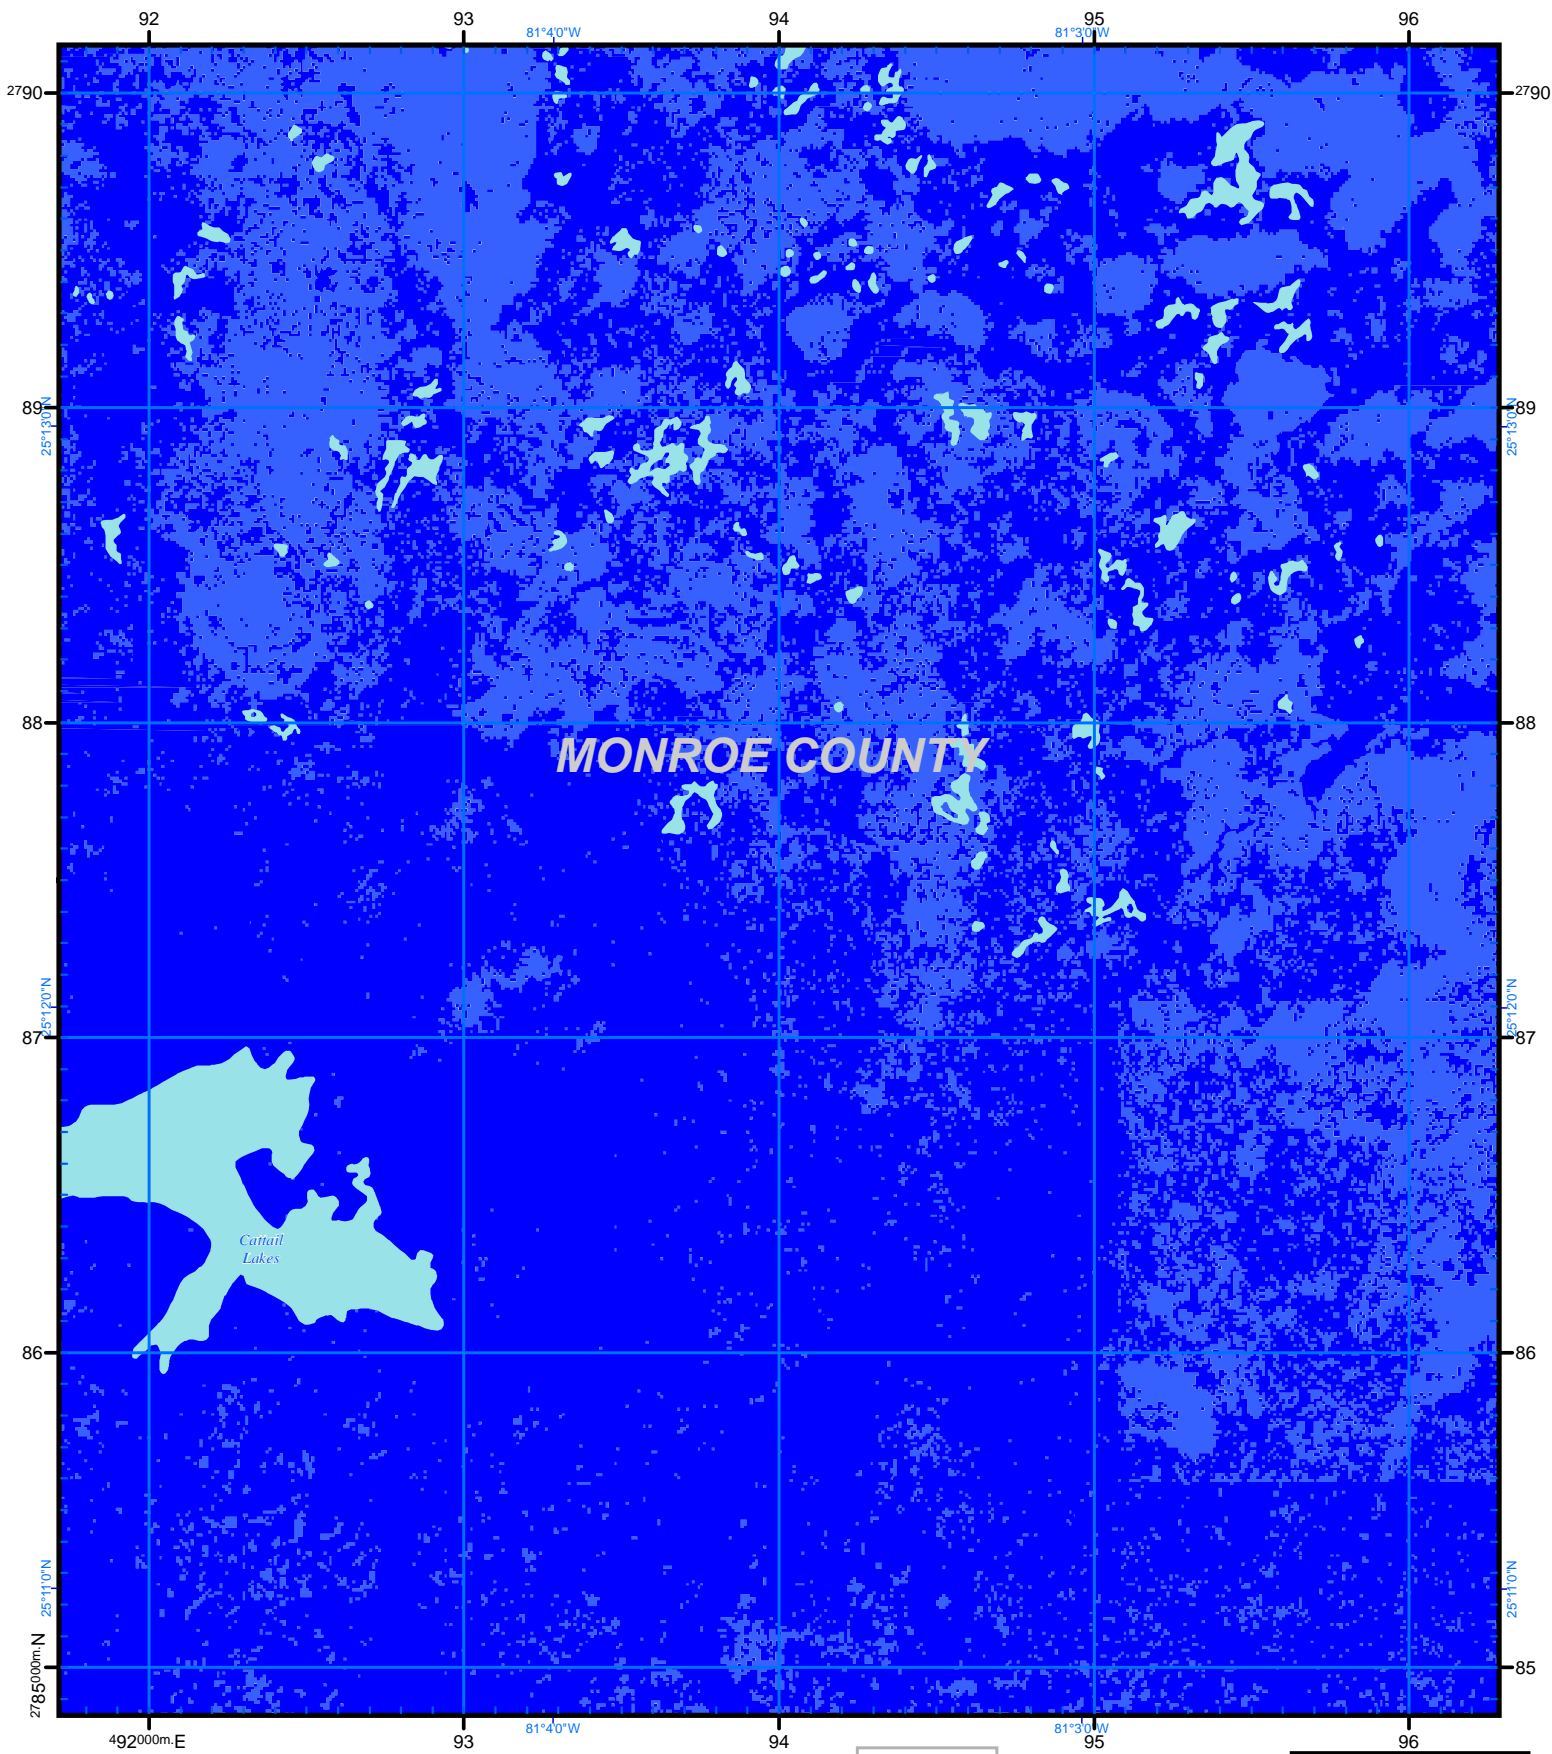 92 93 94 95 96
81°4'0"W 81°3'0"W
2790 2790
89 89
25°13'0"N 25°13'0"N
88 88
MONROE COUNTY
25°12'0"N 25°12'0"N
87 87
Cattail
Lakes
86 86
25°11'0"N 25°11'0"N
2785000m.N 85
81°4'0"W 81°3'0"W
492000m.E 93 94 95 96